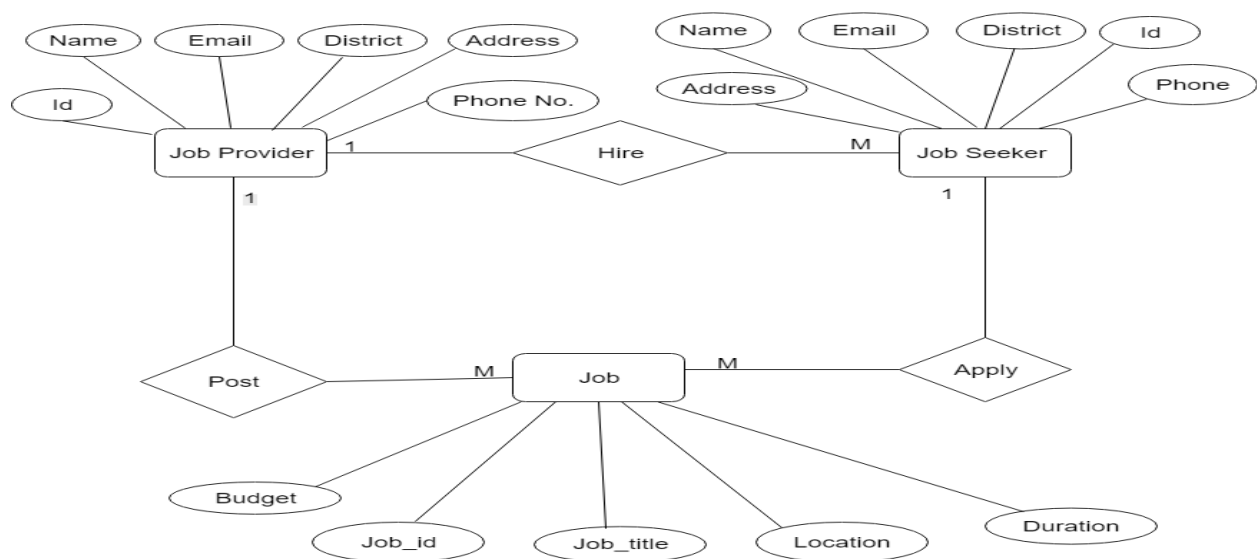 Name
Email
District
Address
Id
Phone No.
Job Provider
1
Hire
M
Job Seeker
Name
Email
District
Id
Address
Phone
1
1
Post
M
Job
M
Apply
Budget
Job_id
Job_title
Location
Duration